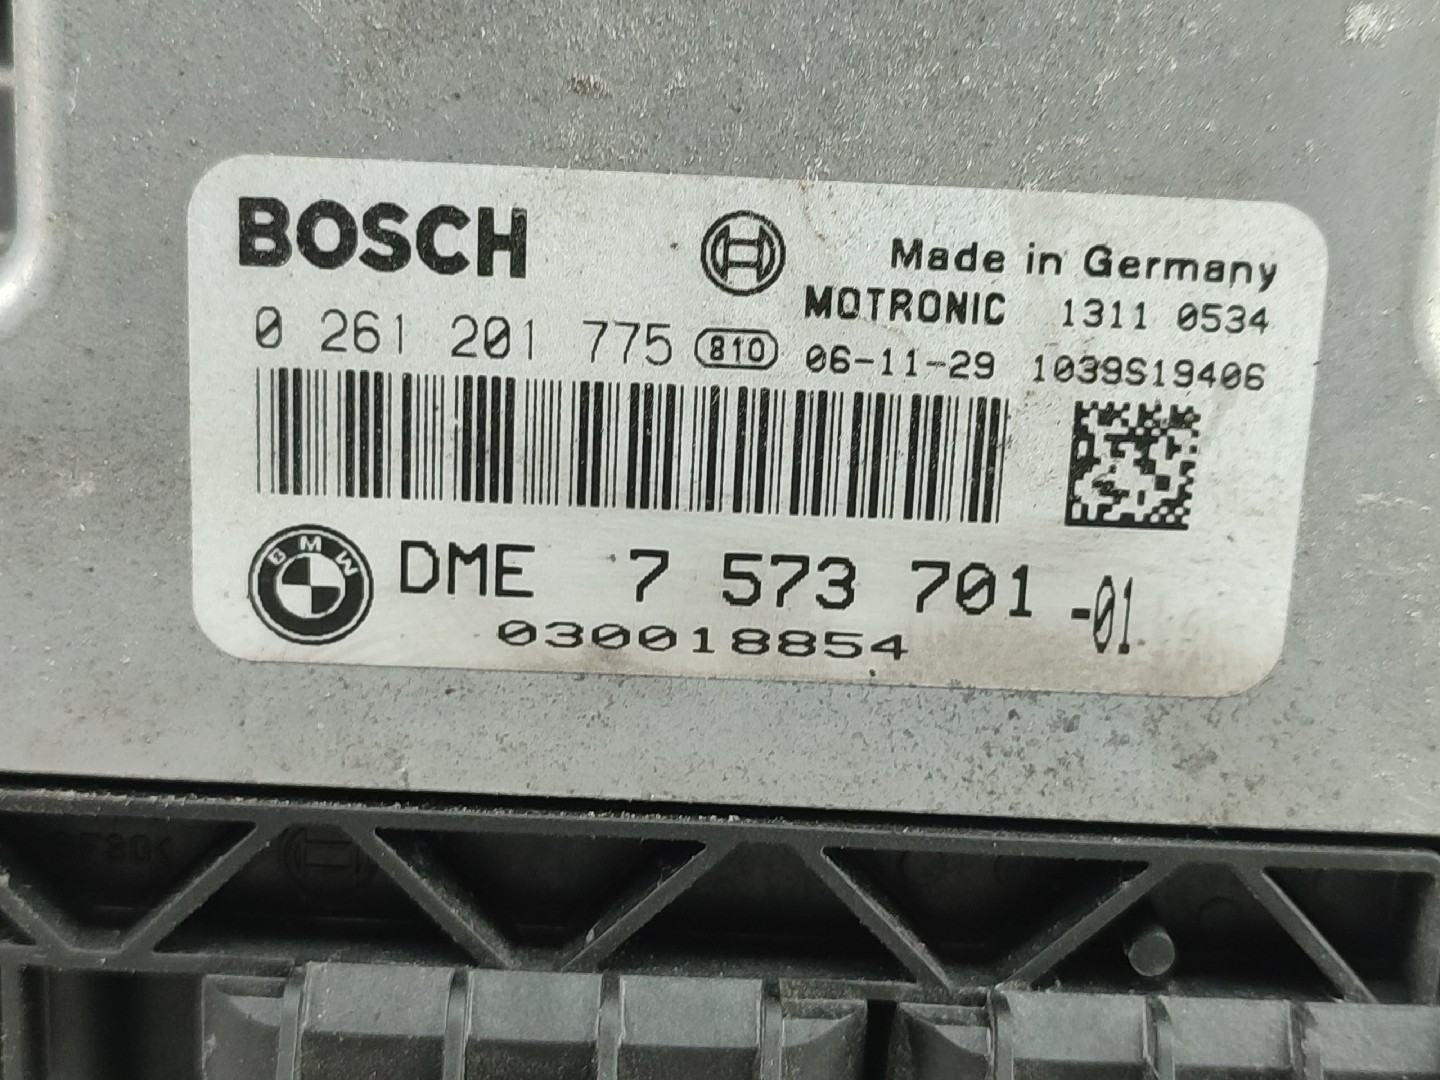 BOSCH
Made in Germany
MOTRONIC 1311 0534
0 261 201 775 810 06-11-29 1039S19406
BMW
DME 7 573 701 -01
030018854